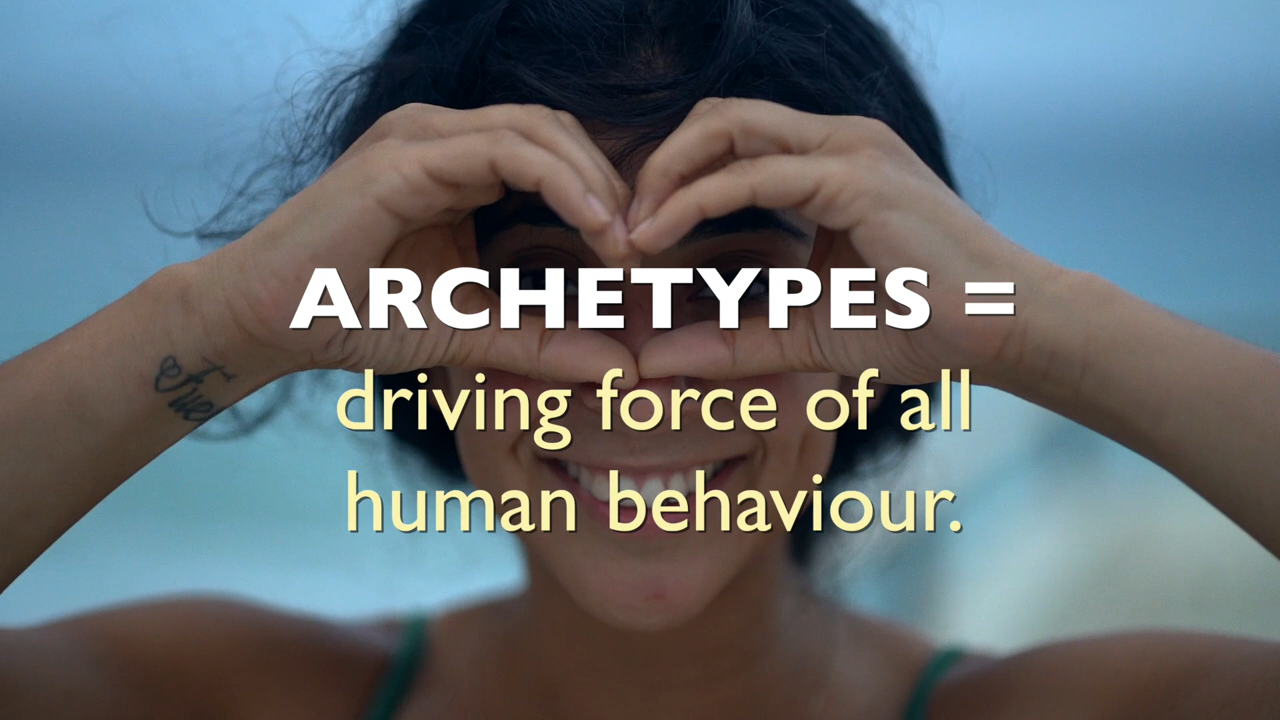 ARCHETYPES =
driving force of all
human behaviour.